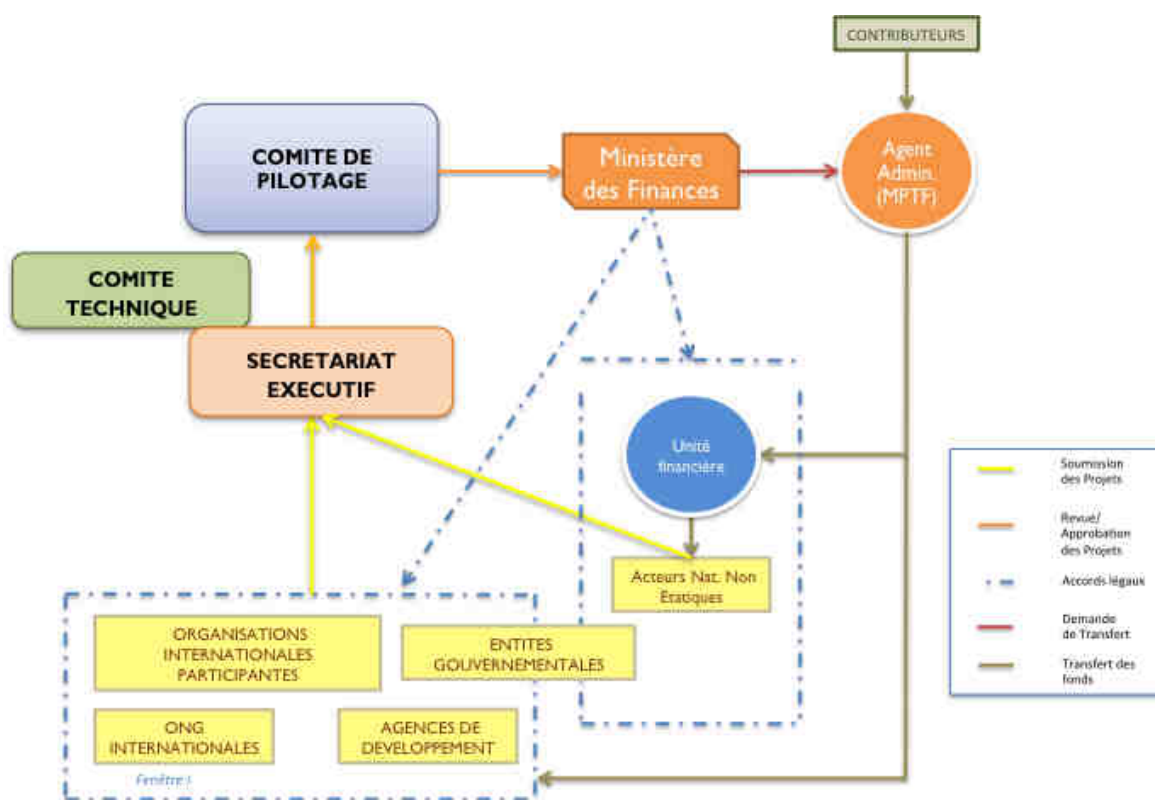 CONTRIBUTEURS
COMITE DE
PILOTAGE
Ministère
des Finances
Agent
Admin.
(MPTF)
COMITE
TECHNIQUE
SECRETARIAT
EXECUTIF
Unité
financière
Acteurs Nat. Non
Etatiques
ORGANISATIONS
INTERNATIONALES
PARTICIPANTES
ENTITES
GOUVERNEMENTALES
ONG
INTERNATIONALES
AGENCES DE
DEVELOPPEMENT
Fenêtre I
Soumission
des Projets
Revue/
Approbation
des Projets
Accords légaux
Demande
de Transfert
Transfert des
fonds